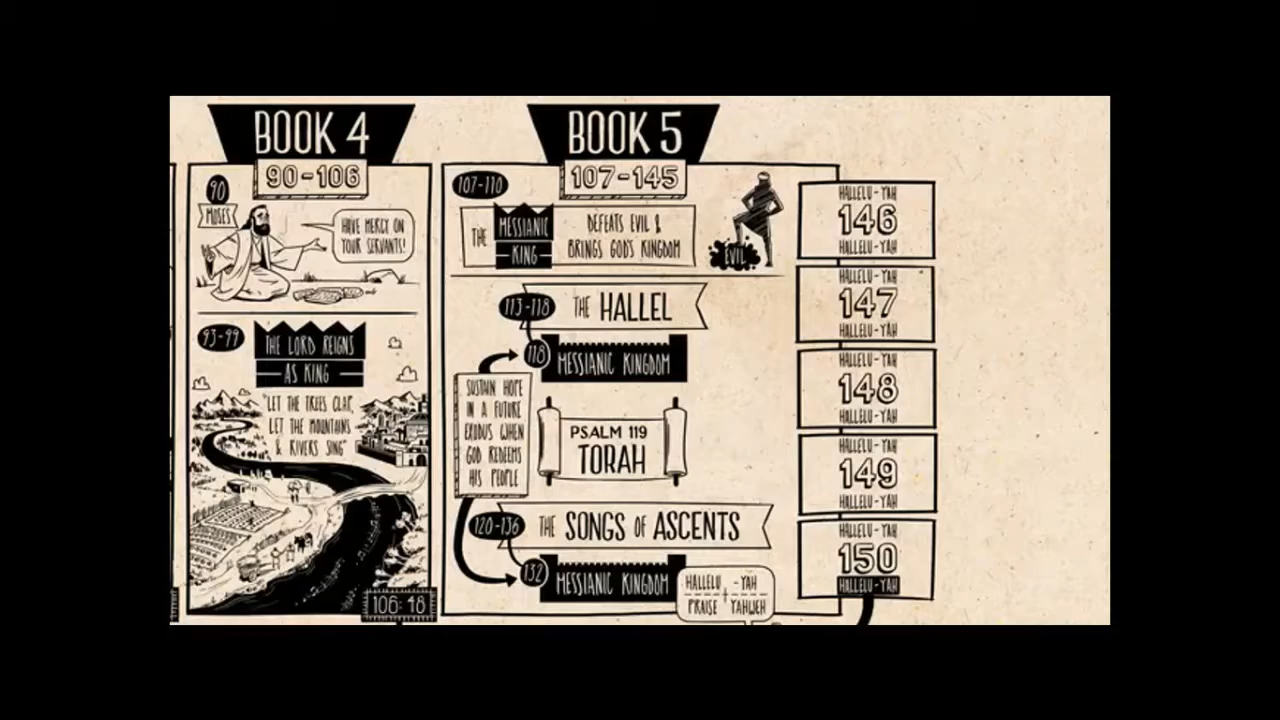 BOOK 4
90-106
90
MOSES
HAVE MERCY ON
YOUR SERVANTS!
93-99
THE LORD REIGNS
AS KING
"LET THE TREES CLAP,
LET THE MOUNTAINS
& RIVERS SING"
106:48
BOOK 5
107-145
107-110
THE MESSIANIC KING
DEFEATS EVIL &
BRINGS GOD'S KINGDOM
EVIL
113-118 THE HALLEL
118 MESSIANIC KINGDOM
SUSTAIN HOPE
IN A FUTURE
EXODUS WHEN
GOD REDEEMS
HIS PEOPLE
PSALM 119
TORAH
120-136 THE SONGS OF ASCENTS
132 MESSIANIC KINGDOM
HALLELU -YAH
PRAISE + YAHWEH
HALLELU-YAH
146
HALLELU-YAH
HALLELU-YAH
147
HALLELU-YAH
HALLELU-YAH
148
HALLELU-YAH
HALLELU-YAH
149
HALLELU-YAH
HALLELU-YAH
150
HALLELU-YAH